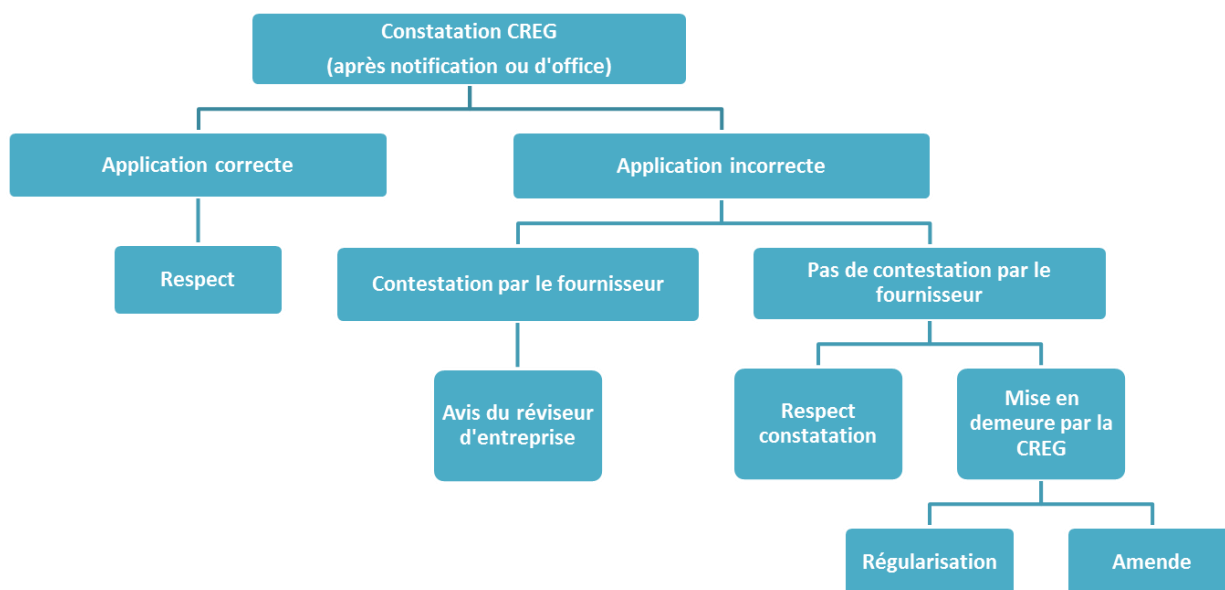 Constatation CREG
(après notification ou d'office)
Application correcte
Application incorrecte
Respect
Contestation par le fournisseur
Pas de contestation par le
fournisseur
Avis du réviseur
d'entreprise
Respect
constatation
Mise en
demeure par la
CREG
Régularisation
Amende